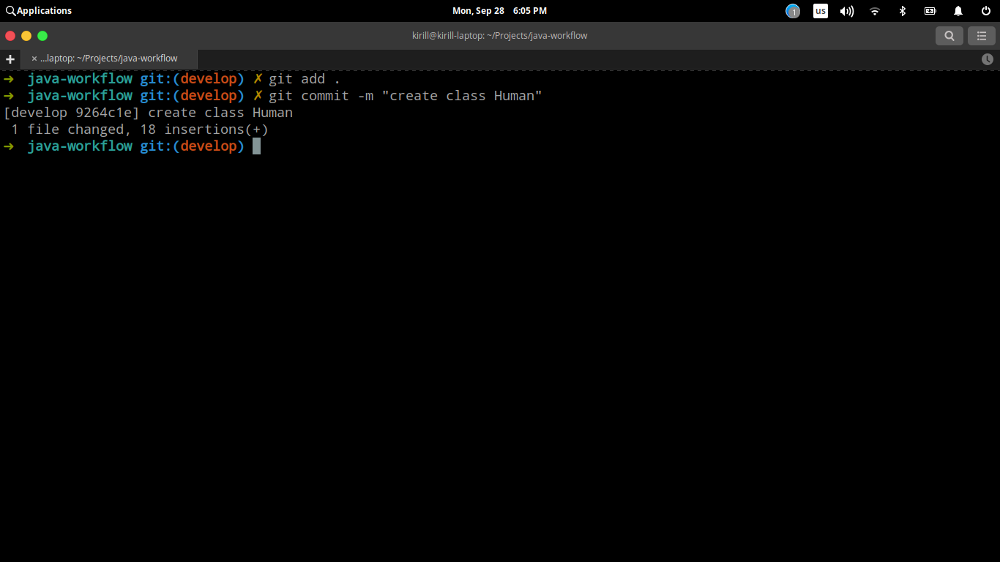 Applications
Mon, Sep 28 6:05 PM
1
us
kirill@kirill-laptop: ~/Projects/java-workflow
+ × ...laptop: ~/Projects/java-workflow
➜ java-workflow git:(develop) ✗ git add .
➜ java-workflow git:(develop) ✗ git commit -m "create class Human"
[develop 9264c1e] create class Human
1 file changed, 18 insertions(+)
➜ java-workflow git:(develop)